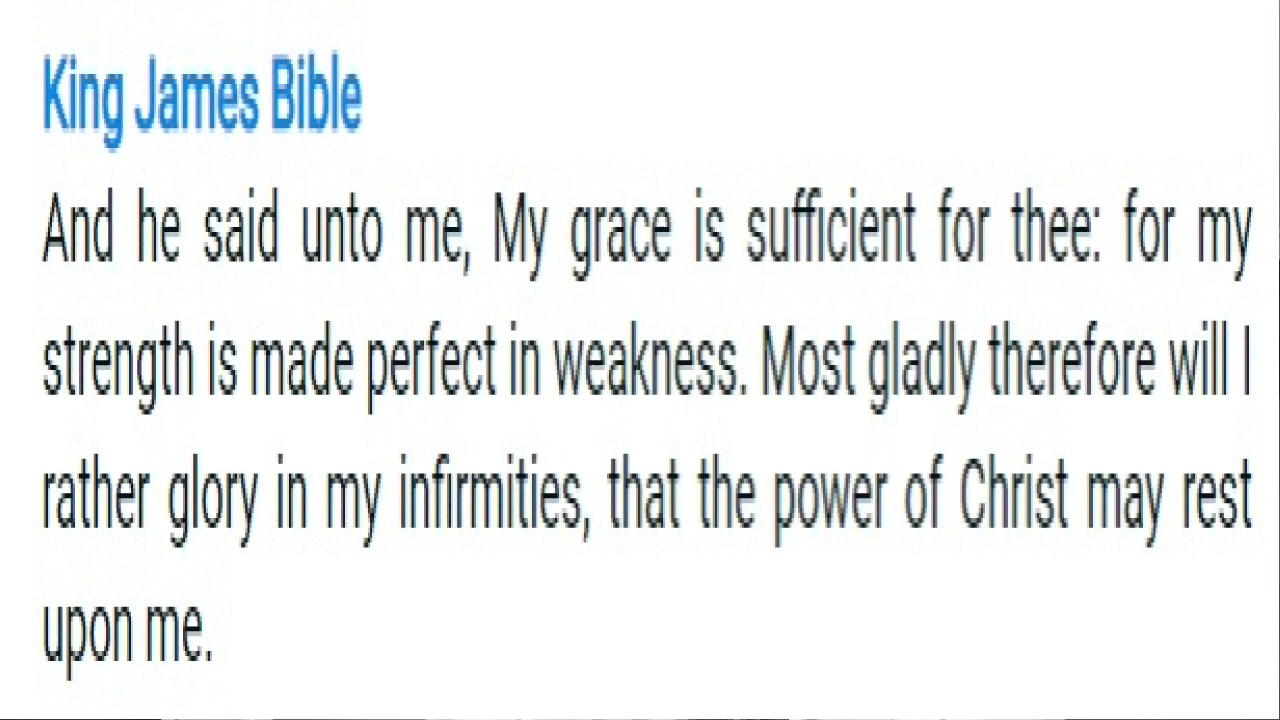 King James Bible
And he said unto me, My grace is sufficient for thee: for my
strength is made perfect in weakness. Most gladly therefore will I
rather glory in my infirmities, that the power of Christ may rest
upon me.